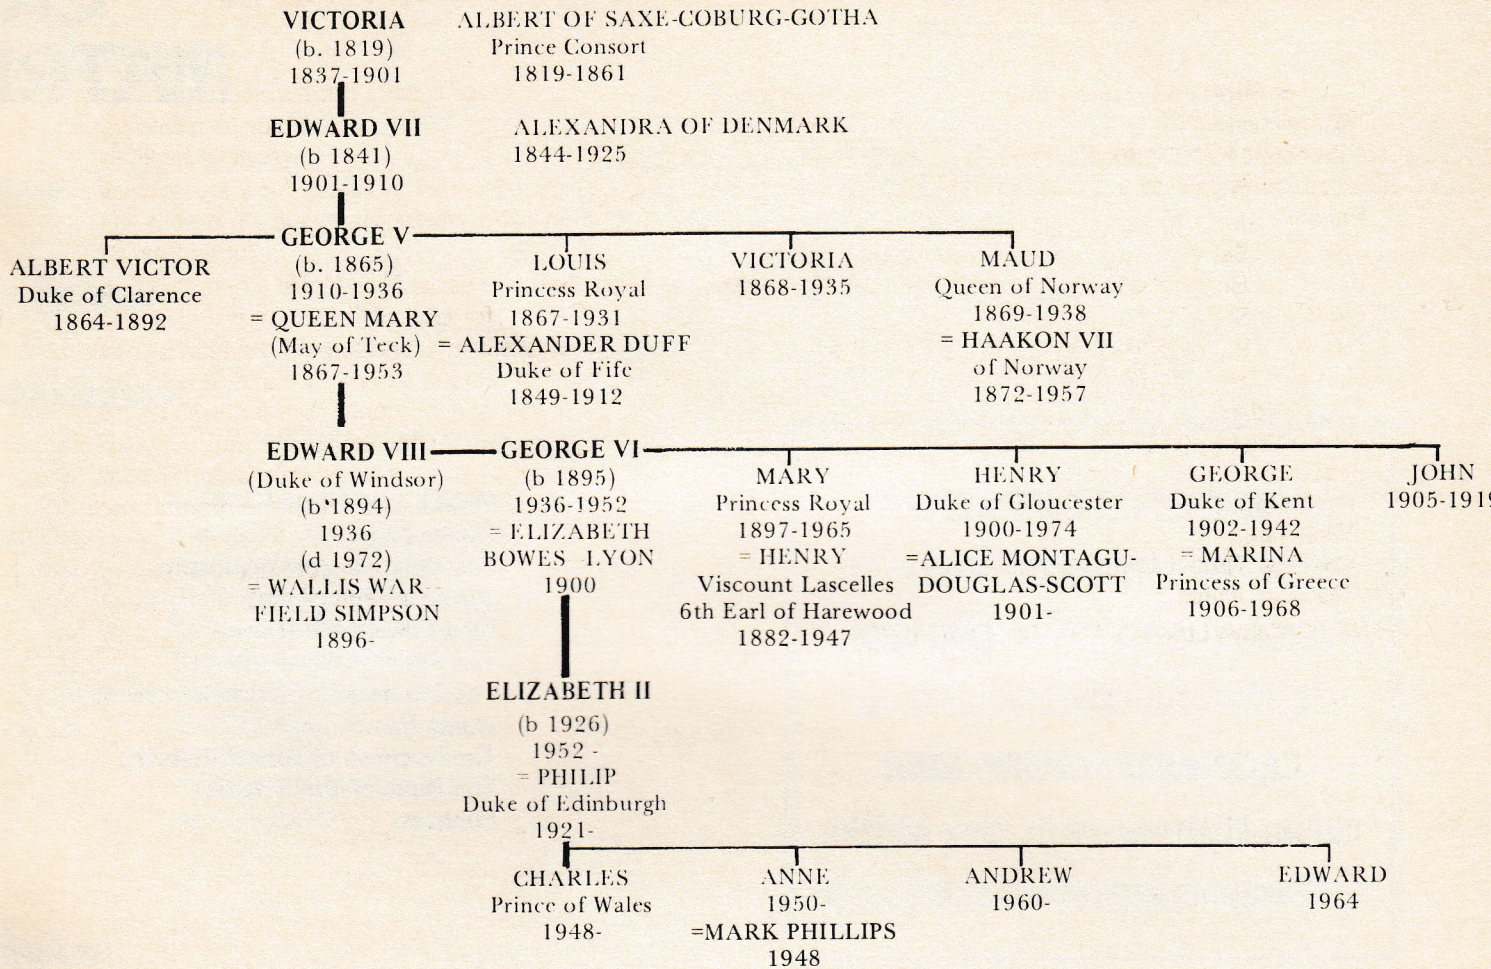 VICTORIA
(b. 1819)
1837-1901
ALBERT OF SAXE-COBURG-GOTHA
Prince Consort
1819-1861
EDWARD VII
(b 1841)
1901-1910
ALEXANDRA OF DENMARK
1844-1925
ALBERT VICTOR
Duke of Clarence
1864-1892
GEORGE V
(b. 1865)
1910-1936
= QUEEN MARY
(May of Teck)
1867-1953
LOUIS
Princess Royal
1867-1931
= ALEXANDER DUFF
Duke of Fife
1849-1912
VICTORIA
1868-1935
MAUD
Queen of Norway
1869-1938
= HAAKON VII
of Norway
1872-1957
EDWARD VIII
(Duke of Windsor)
(b 1894)
1936
(d 1972)
= WALLIS WAR-
FIELD SIMPSON
1896-
GEORGE VI
(b 1895)
1936-1952
= ELIZABETH
BOWES LYON
1900
MARY
Princess Royal
1897-1965
= HENRY
Viscount Lascelles
6th Earl of Harewood
1882-1947
HENRY
Duke of Gloucester
1900-1974
=ALICE MONTAGU-
DOUGLAS-SCOTT
1901-
GEORGE
Duke of Kent
1902-1942
= MARINA
Princess of Greece
1906-1968
JOHN
1905-1919
ELIZABETH II
(b 1926)
1952 -
= PHILIP
Duke of Edinburgh
1921-
CHARLES
Prince of Wales
1948-
ANNE
1950-
=MARK PHILLIPS
1948
ANDREW
1960-
EDWARD
1964